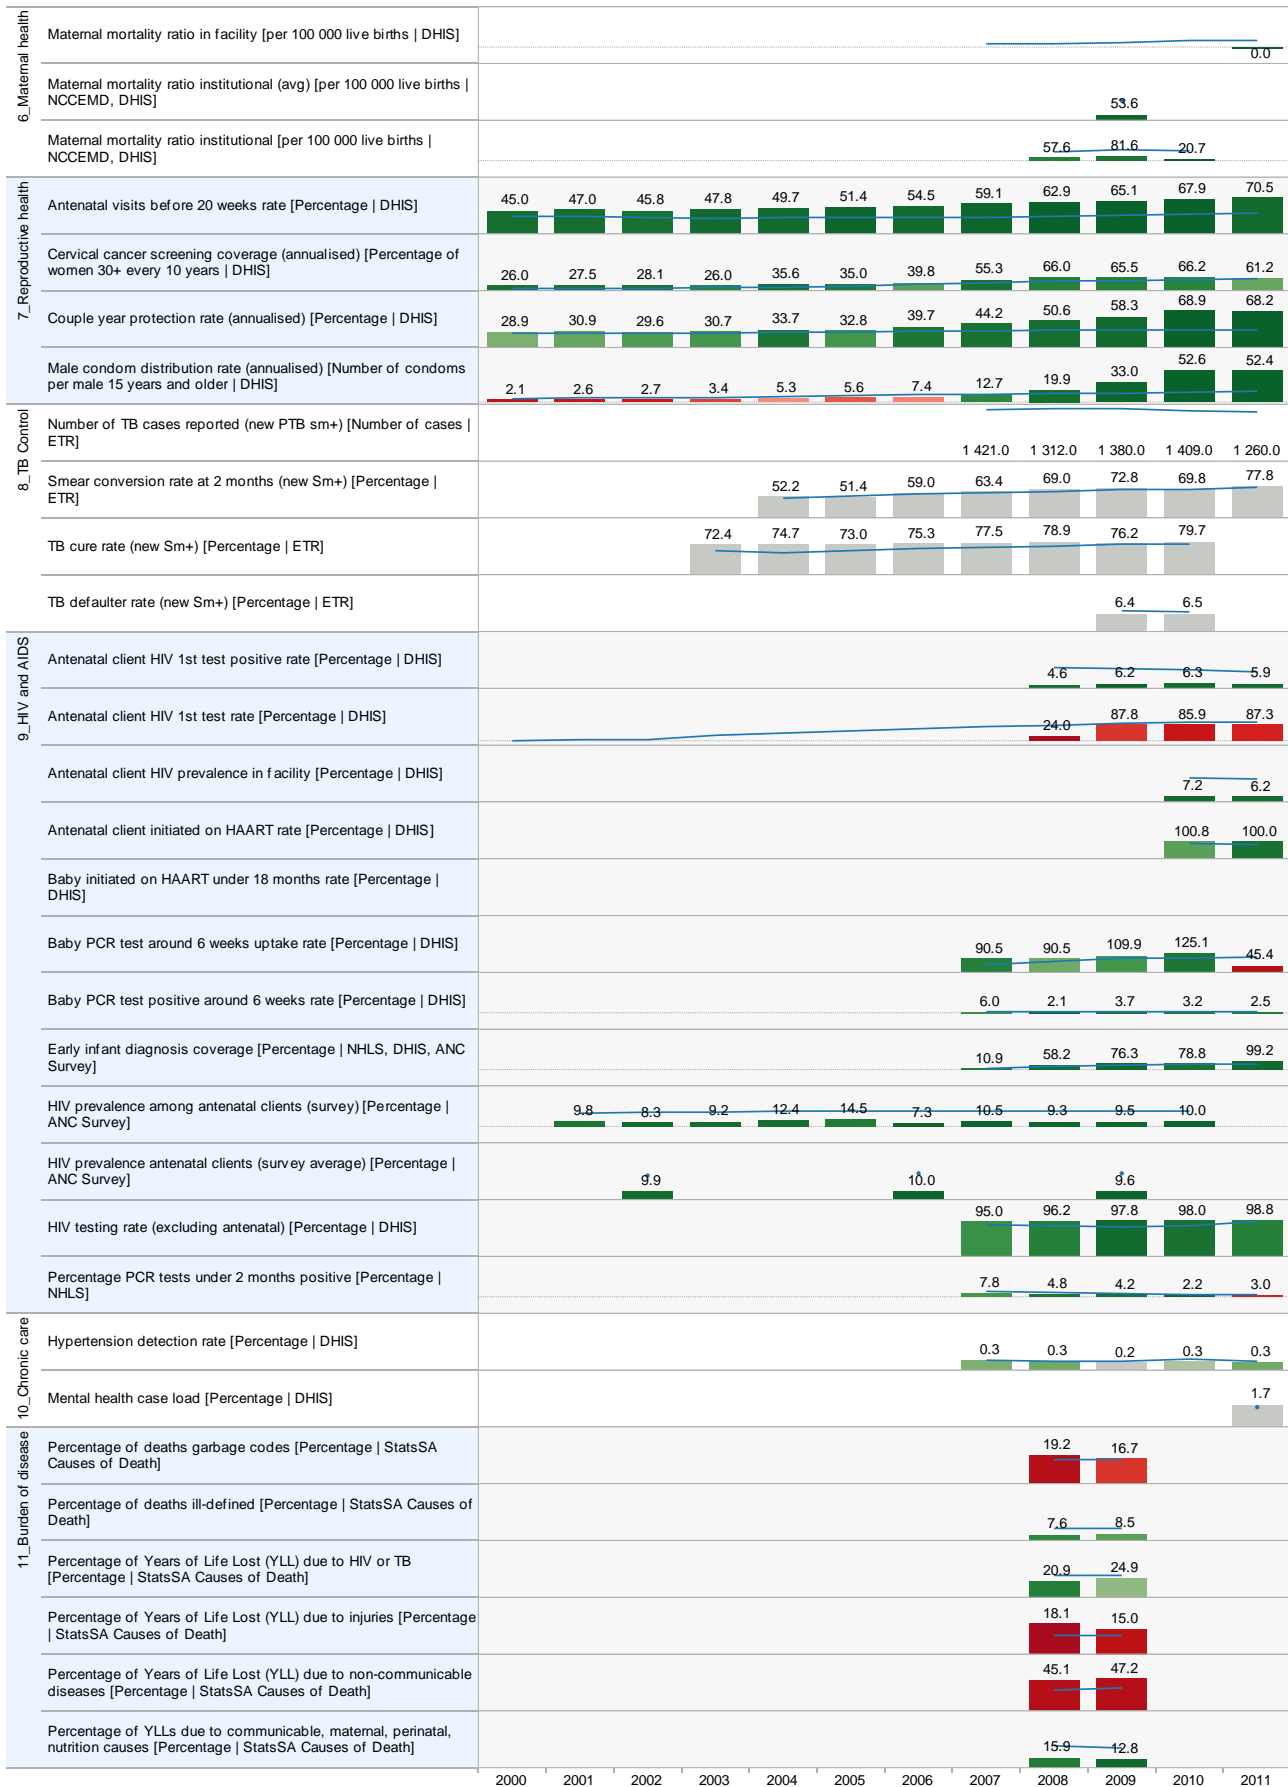 6_Maternal health
Maternal mortality ratio in facility [per 100 000 live births | DHIS]
0.0
Maternal mortality ratio institutional (avg) [per 100 000 live births |
NCCEMD, DHIS]
53.6
Maternal mortality ratio institutional [per 100 000 live births |
NCCEMD, DHIS]
57.6 81.6 20.7
7_Reproductive health
Antenatal visits before 20 weeks rate [Percentage | DHIS]
45.0 47.0 45.8 47.8 49.7 51.4 54.5 59.1 62.9 65.1 67.9 70.5
Cervical cancer screening coverage (annualised) [Percentage of
women 30+ every 10 years | DHIS]
26.0 27.5 28.1 26.0 35.6 35.0 39.8 55.3 66.0 65.5 66.2 61.2
Couple year protection rate (annualised) [Percentage | DHIS]
28.9 30.9 29.6 30.7 33.7 32.8 39.7 44.2 50.6 58.3 68.9 68.2
Male condom distribution rate (annualised) [Number of condoms
per male 15 years and older | DHIS]
2.1 2.6 2.7 3.4 5.3 5.6 7.4 12.7 19.9 33.0 52.6 52.4
8_TB Control
Number of TB cases reported (new PTB sm+) [Number of cases |
ETR]
1 421.0 1 312.0 1 380.0 1 409.0 1 260.0
Smear conversion rate at 2 months (new Sm+) [Percentage |
ETR]
52.2 51.4 59.0 63.4 69.0 72.8 69.8 77.8
TB cure rate (new Sm+) [Percentage | ETR]
72.4 74.7 73.0 75.3 77.5 78.9 76.2 79.7
TB defaulter rate (new Sm+) [Percentage | ETR]
6.4 6.5
9_HIV and AIDS
Antenatal client HIV 1st test positive rate [Percentage | DHIS]
4.6 6.2 6.3 5.9
Antenatal client HIV 1st test rate [Percentage | DHIS]
24.0 87.8 85.9 87.3
Antenatal client HIV prevalence in facility [Percentage | DHIS]
7.2 6.2
Antenatal client initiated on HAART rate [Percentage | DHIS]
100.8 100.0
Baby initiated on HAART under 18 months rate [Percentage |
DHIS]
Baby PCR test around 6 weeks uptake rate [Percentage | DHIS]
90.5 90.5 109.9 125.1 45.4
Baby PCR test positive around 6 weeks rate [Percentage | DHIS]
6.0 2.1 3.7 3.2 2.5
Early infant diagnosis coverage [Percentage | NHLS, DHIS, ANC
Survey]
10.9 58.2 76.3 78.8 99.2
HIV prevalence among antenatal clients (survey) [Percentage |
ANC Survey]
9.8 8.3 9.2 12.4 14.5 7.3 10.5 9.3 9.5 10.0
HIV prevalence antenatal clients (survey average) [Percentage |
ANC Survey]
9.9 10.0 9.6
HIV testing rate (excluding antenatal) [Percentage | DHIS]
95.0 96.2 97.8 98.0 98.8
Percentage PCR tests under 2 months positive [Percentage |
NHLS]
7.8 4.8 4.2 2.2 3.0
10_Chronic care
Hypertension detection rate [Percentage | DHIS]
0.3 0.3 0.2 0.3 0.3
Mental health case load [Percentage | DHIS]
1.7
11_Burden of disease
Percentage of deaths garbage codes [Percentage | StatsSA
Causes of Death]
19.2 16.7
Percentage of deaths ill-defined [Percentage | StatsSA Causes of
Death]
7.6 8.5
Percentage of Years of Life Lost (YLL) due to HIV or TB
[Percentage | StatsSA Causes of Death]
20.9 24.9
Percentage of Years of Life Lost (YLL) due to injuries [Percentage
| StatsSA Causes of Death]
18.1 15.0
Percentage of Years of Life Lost (YLL) due to non-communicable
diseases [Percentage | StatsSA Causes of Death]
45.1 47.2
Percentage of YLLs due to communicable, maternal, perinatal,
nutrition causes [Percentage | StatsSA Causes of Death]
15.9 12.8
2000 2001 2002 2003 2004 2005 2006 2007 2008 2009 2010 2011